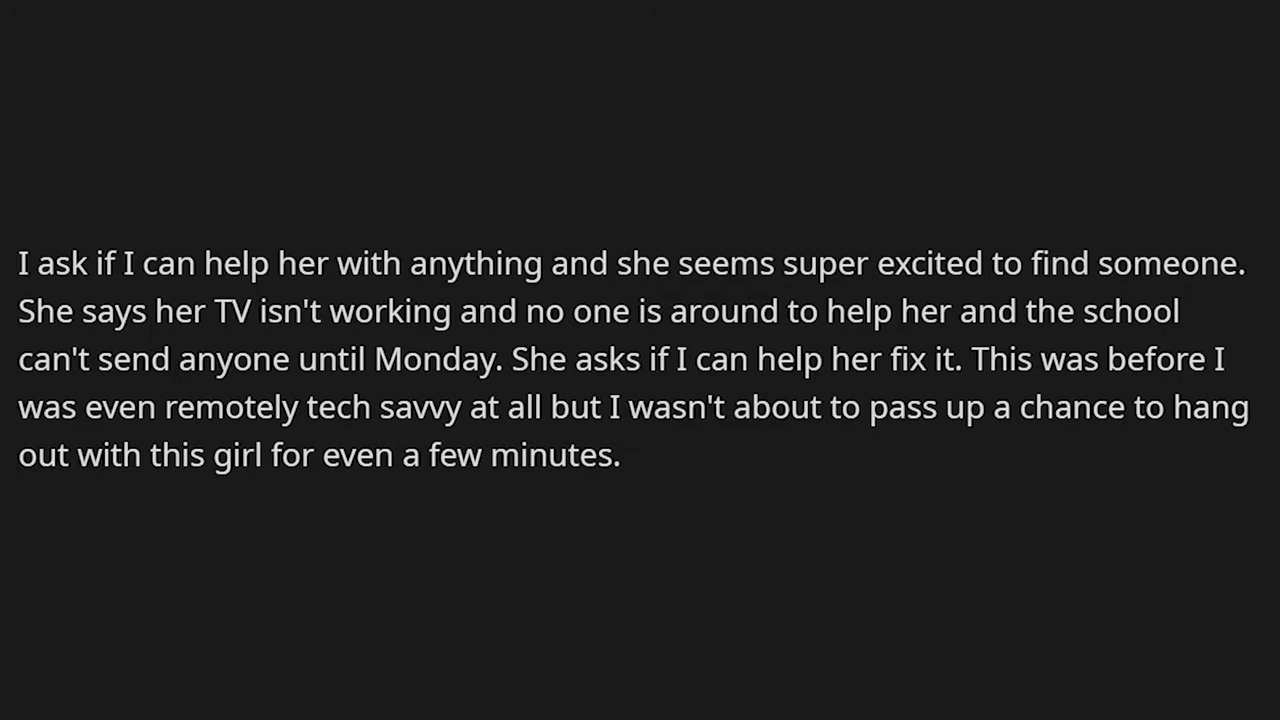 I ask if I can help her with anything and she seems super excited to find someone.
She says her TV isn't working and no one is around to help her and the school
can't send anyone until Monday. She asks if I can help her fix it. This was before I
was even remotely tech savvy at all but I wasn't about to pass up a chance to hang
out with this girl for even a few minutes.